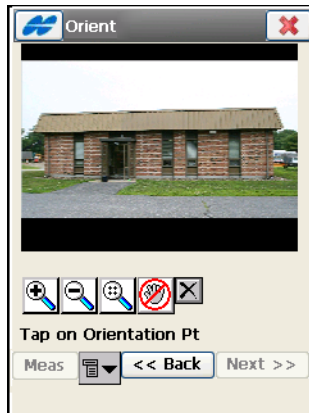 Orient
Tap on Orientation Pt
Meas << Back Next >>